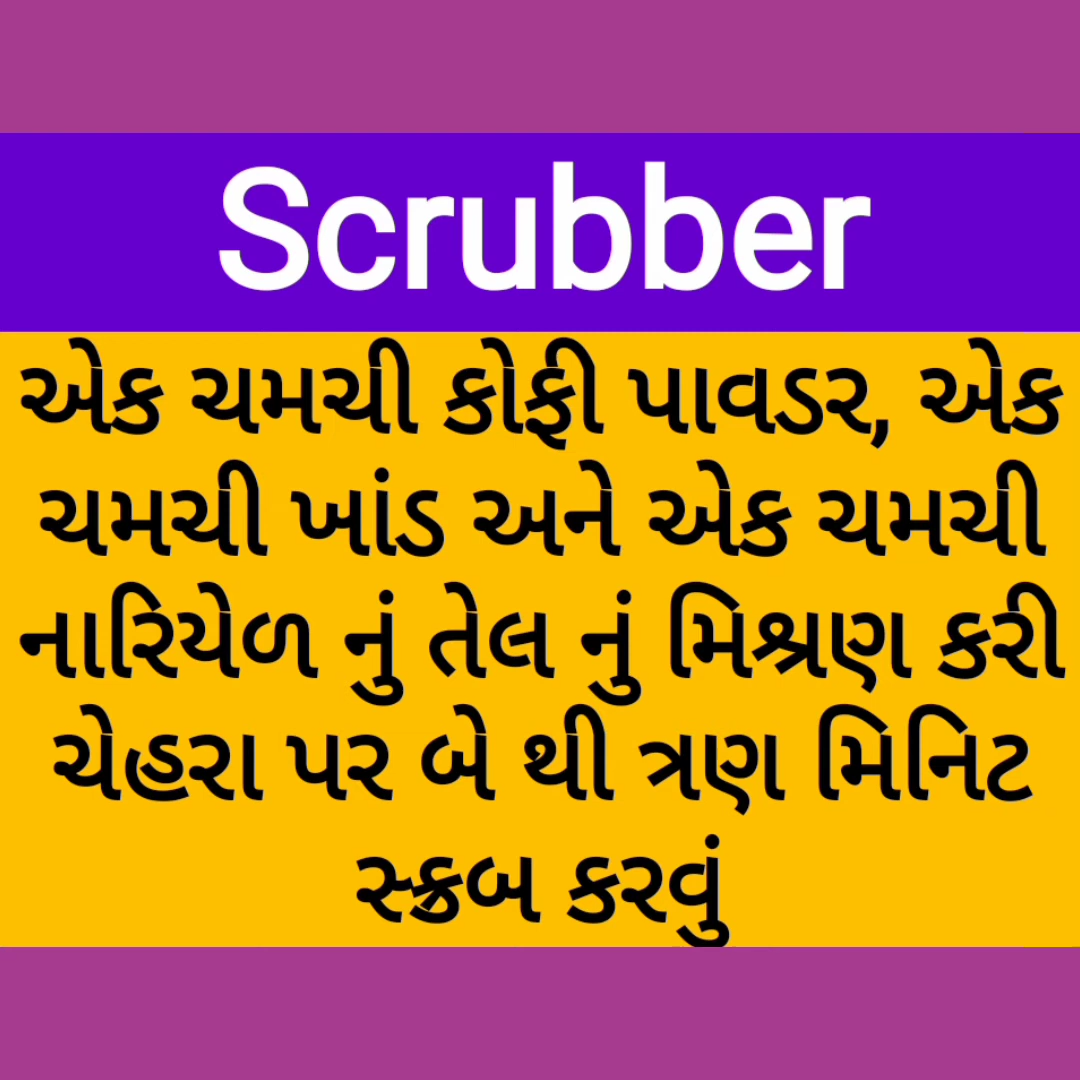 Scrubber
એક ચમચી કોફી પાવડર, એક
ચમચી ખાંડ અને એક ચમચી
નારિયેળ નું તેલ નું મિશ્રણ કરી
ચેહરા પર બે થી ત્રણ મિનિટ
સ્ક્રબ કરવું